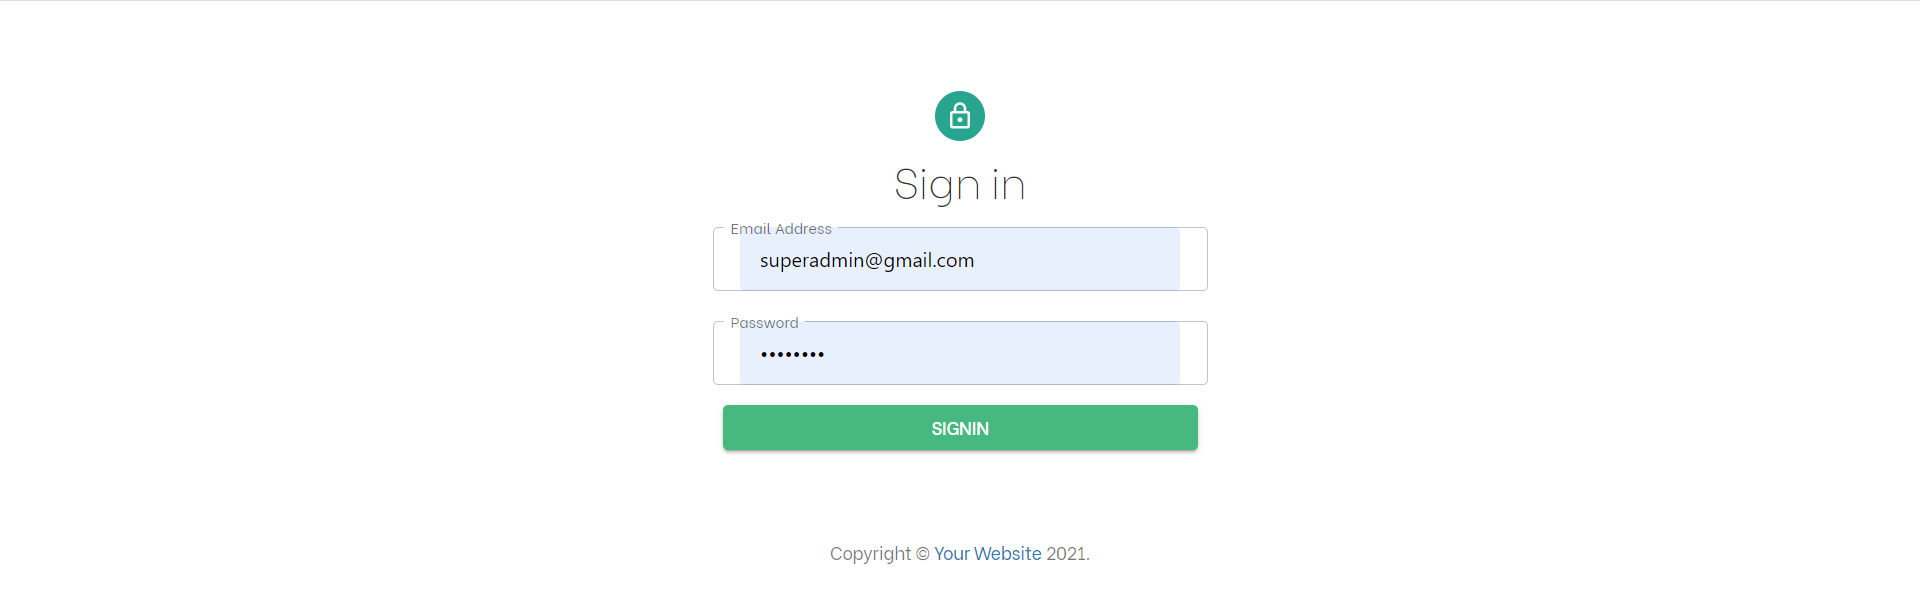 Sign in
Email Address
superadmin@gmail.com
Password
••••••••
SIGNIN
Copyright © Your Website 2021.